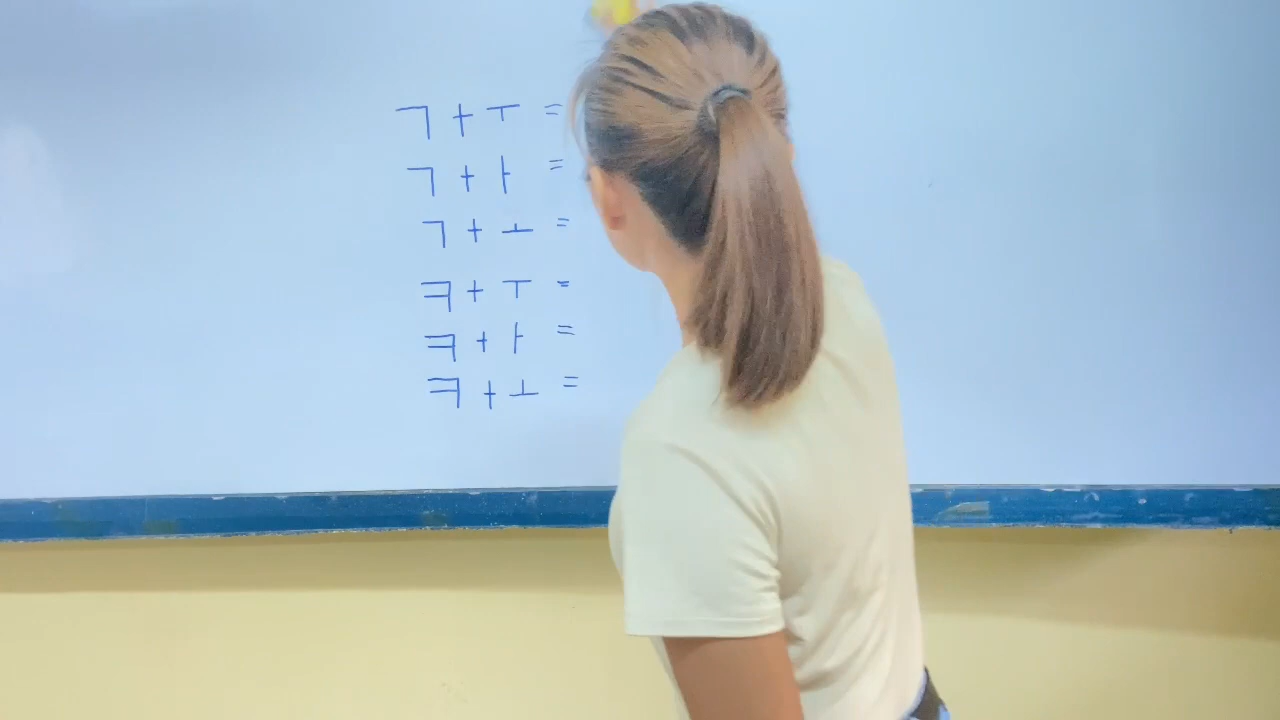 ㄱ + ㅜ =
ㄱ + ㅏ =
ㄱ + ㅗ =
ㅋ + ㅜ =
ㅋ + ㅏ =
ㅋ + ㅗ =